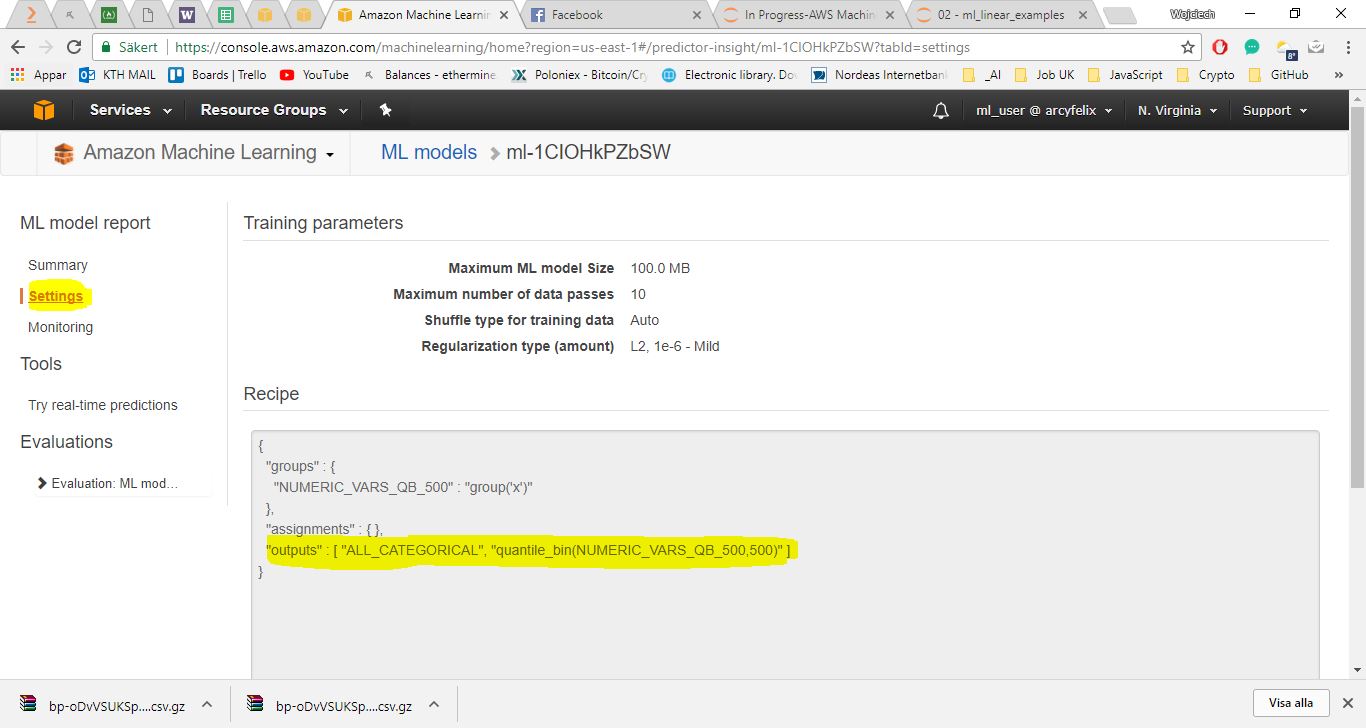 Amazon Machine Learnin
Facebook
In Progress-AWS Machin
02 - ml_linear_examples
Wojciech
Säkert
https://console.aws.amazon.com/machinelearning/home?region=us-east-1#/predictor-insight/ml-1CIOHkPZbSW?tabId=settings
8°
Appar
KTH MAIL
Boards | Trello
YouTube
Balances - ethermine
Poloniex - Bitcoin/Cry
Electronic library. Do
Nordeas Internetbank
_AI
Job UK
JavaScript
Crypto
GitHub
»
Services
Resource Groups
ml_user @ arcyfelix
N. Virginia
Support
Amazon Machine Learning
ML models
ml-1CIOHkPZbSW
ML model report
Summary
Settings
Monitoring
Tools
Try real-time predictions
Evaluations
Evaluation: ML mod…
Training parameters
Maximum ML model Size 100.0 MB
Maximum number of data passes 10
Shuffle type for training data Auto
Regularization type (amount) L2, 1e-6 - Mild
Recipe
{
"groups" : {
"NUMERIC_VARS_QB_500" : "group('x')"
},
"assignments" : { },
"outputs" : [ "ALL_CATEGORICAL", "quantile_bin(NUMERIC_VARS_QB_500,500)" ]
}
bp-oDvVSUKSp....csv.gz
bp-oDvVSUKSp....csv.gz
Visa alla